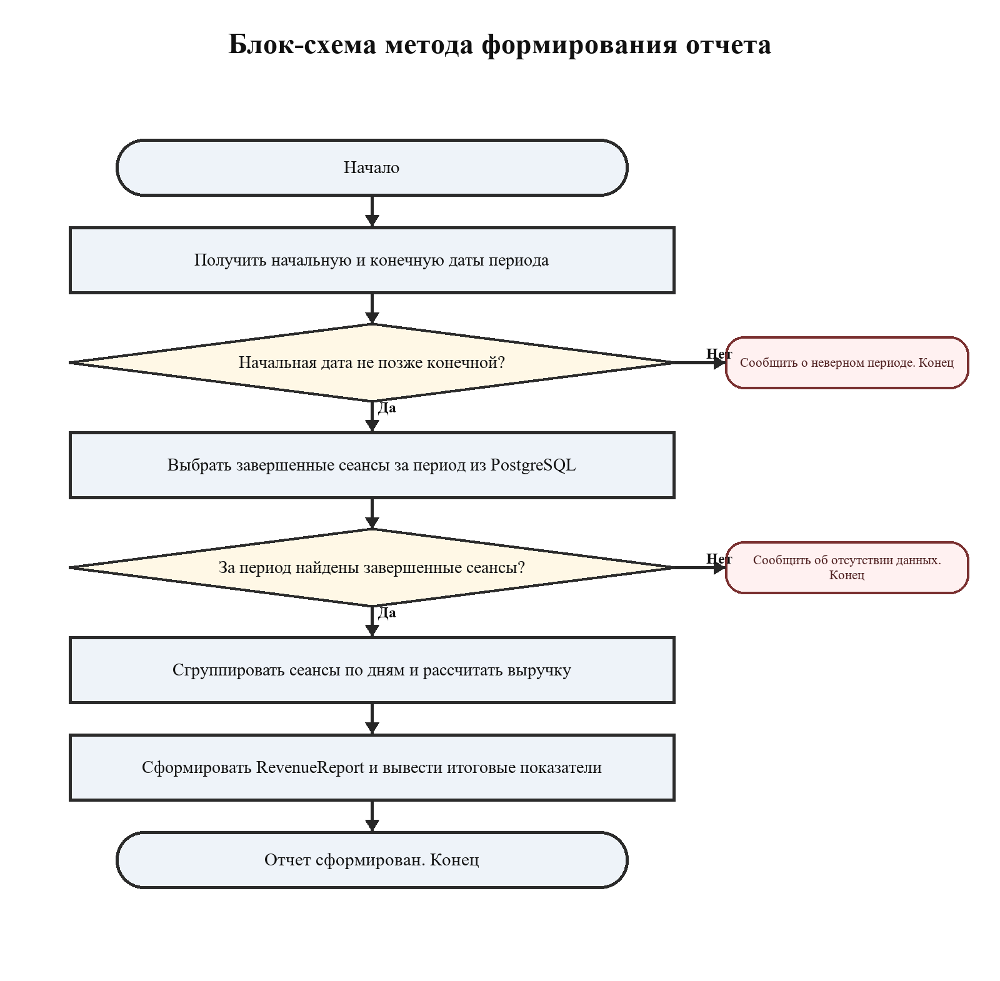 Блок-схема метода формирования отчета
Начало
Получить начальную и конечную даты периода
Начальная дата не позже конечной?
Нет
Сообщить о неверном периоде. Конец
Да
Выбрать завершенные сеансы за период из PostgreSQL
За период найдены завершенные сеансы?
Нет
Сообщить об отсутствии данных.
Конец
Да
Сгруппировать сеансы по дням и рассчитать выручку
Сформировать RevenueReport и вывести итоговые показатели
Отчет сформирован. Конец